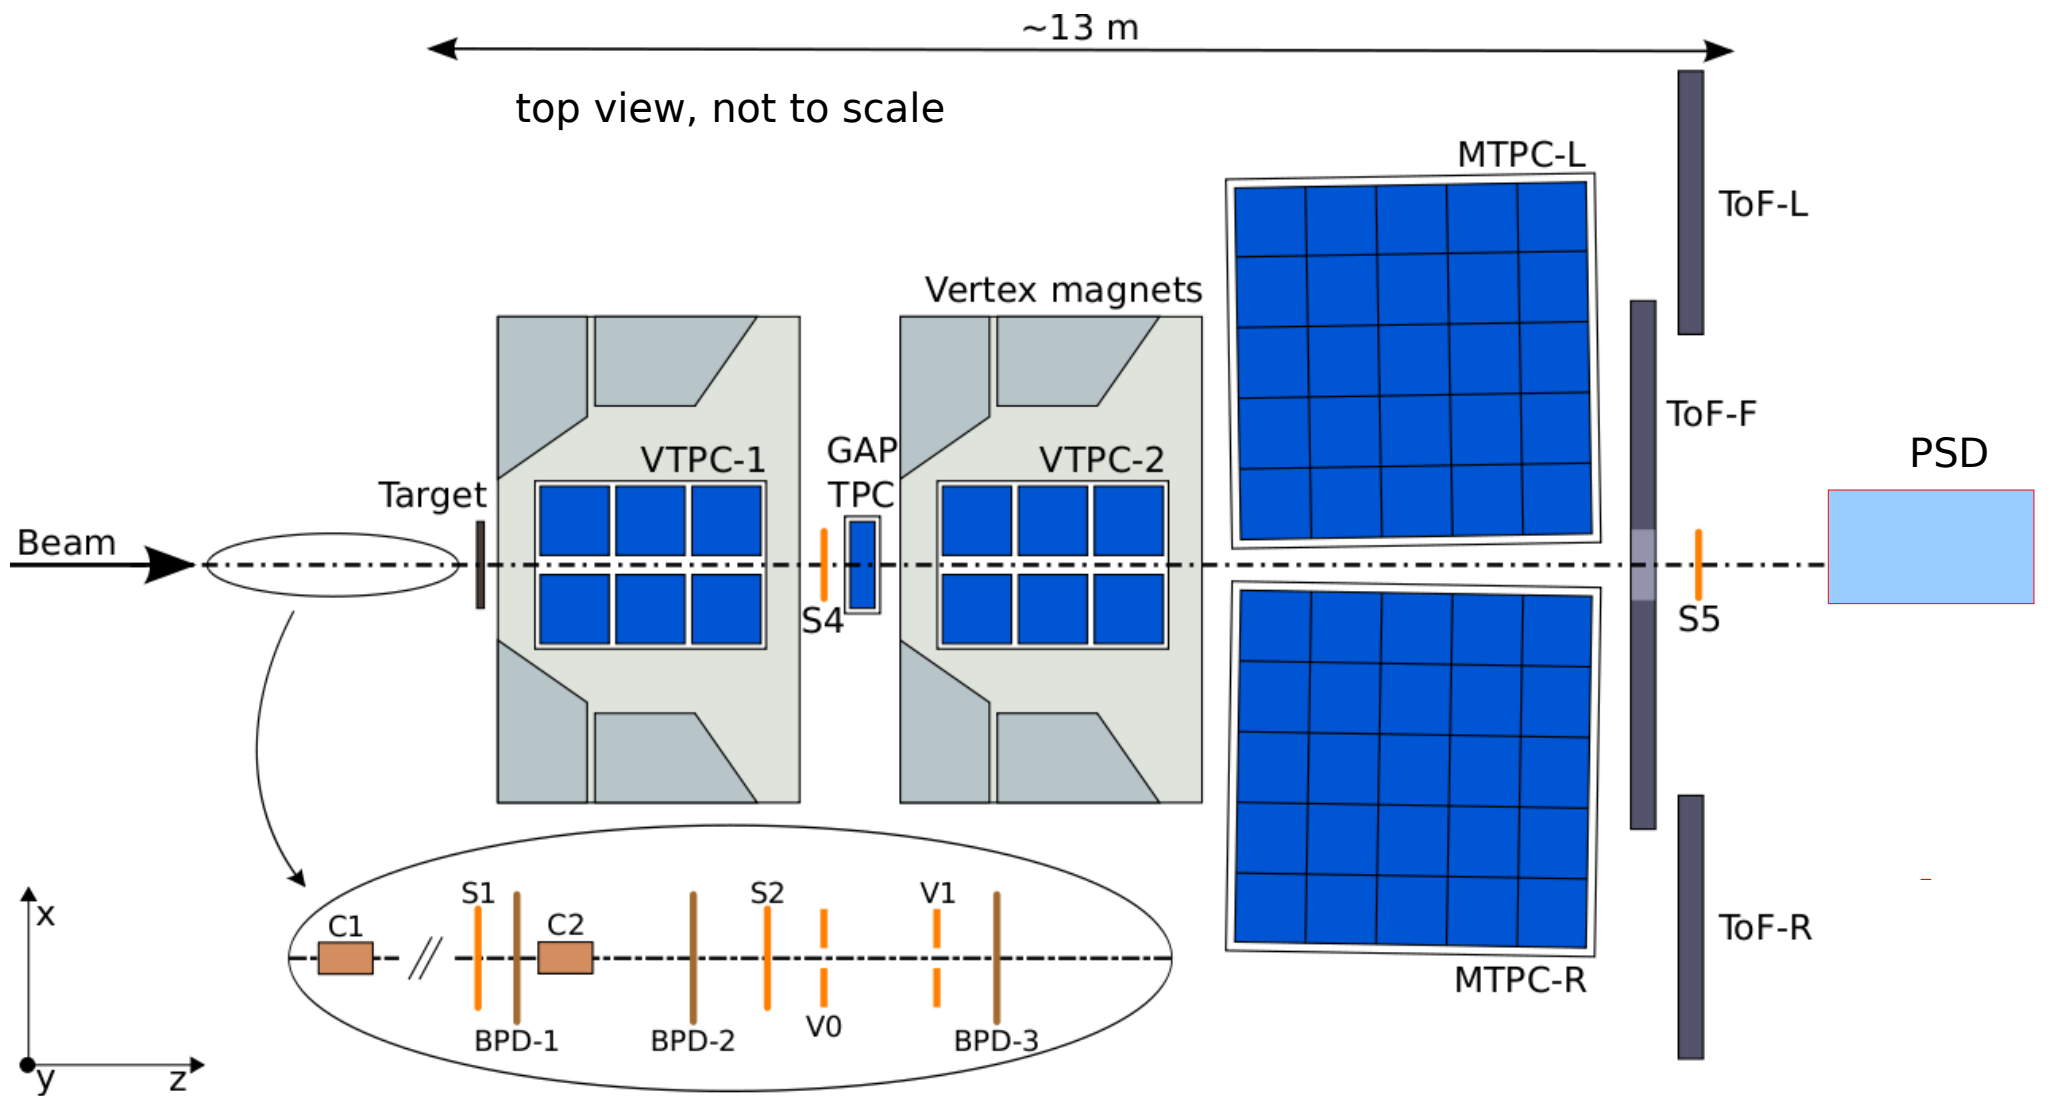 ~13 m
top view, not to scale
MTPC-L
ToF-L
Vertex magnets
ToF-F
PSD
VTPC-1
GAP
TPC
VTPC-2
Target
Beam
S4
S5
S1
S2
V1
C1
C2
x
ToF-R
MTPC-R
V0
BPD-1
BPD-2
BPD-3
y
z